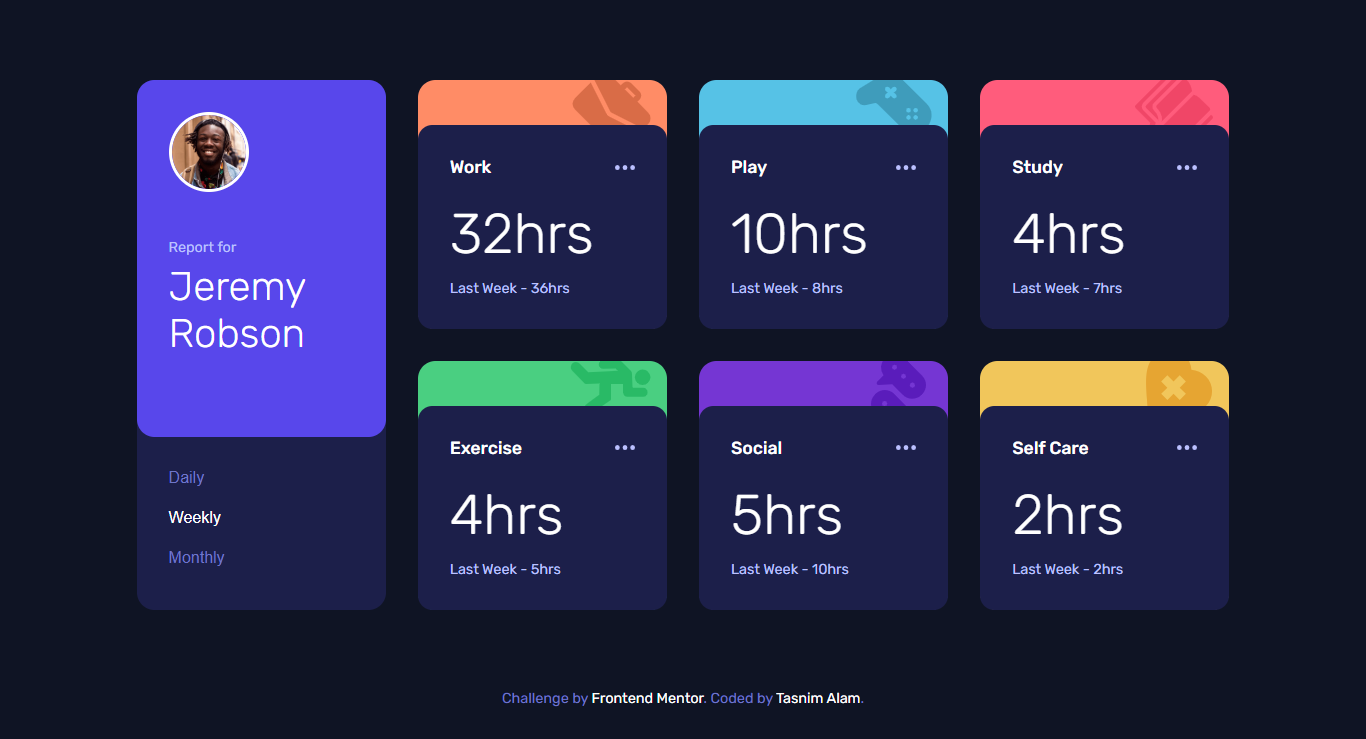 Report for
Jeremy
Robson
Daily
Weekly
Monthly
Work
32hrs
Last Week - 36hrs
Play
10hrs
Last Week - 8hrs
Study
4hrs
Last Week - 7hrs
Exercise
4hrs
Last Week - 5hrs
Social
5hrs
Last Week - 10hrs
Self Care
2hrs
Last Week - 2hrs
Challenge by Frontend Mentor. Coded by Tasnim Alam.